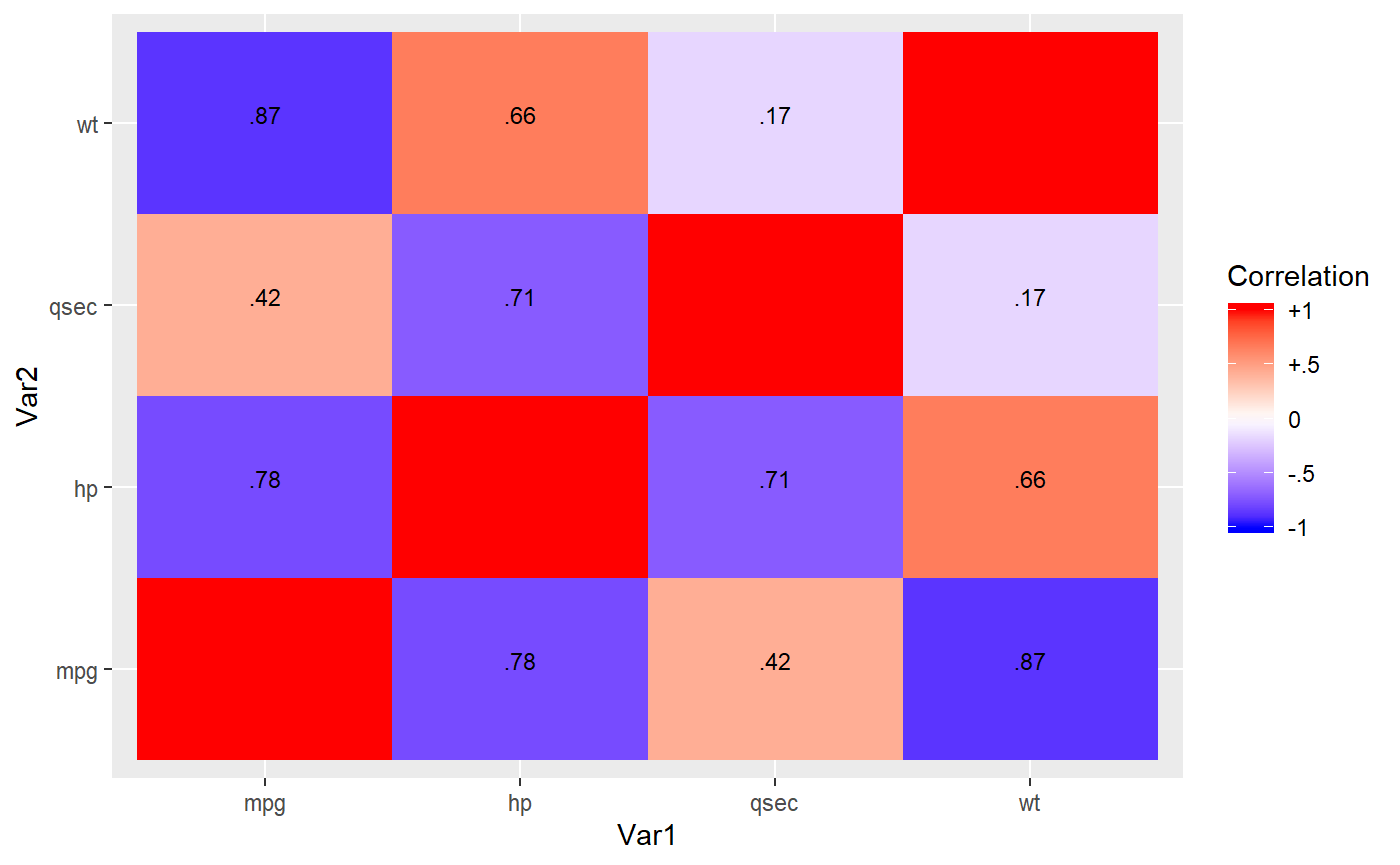 wt
.87
.66
.17
qsec
.42
.71
.17
hp
.78
.71
.66
mpg
.78
.42
.87
Var2
mpg
hp
qsec
wt
Var1
Correlation
+1
+.5
0
-.5
-1